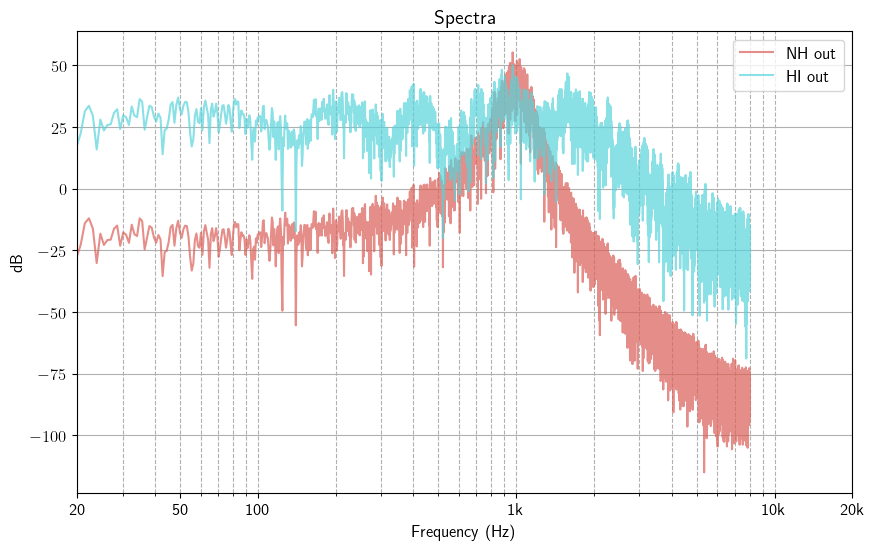 Spectra
NH out
HI out
50
25
0
−25
−50
−75
−100
dB
20
50
100
1k
10k
20k
Frequency (Hz)